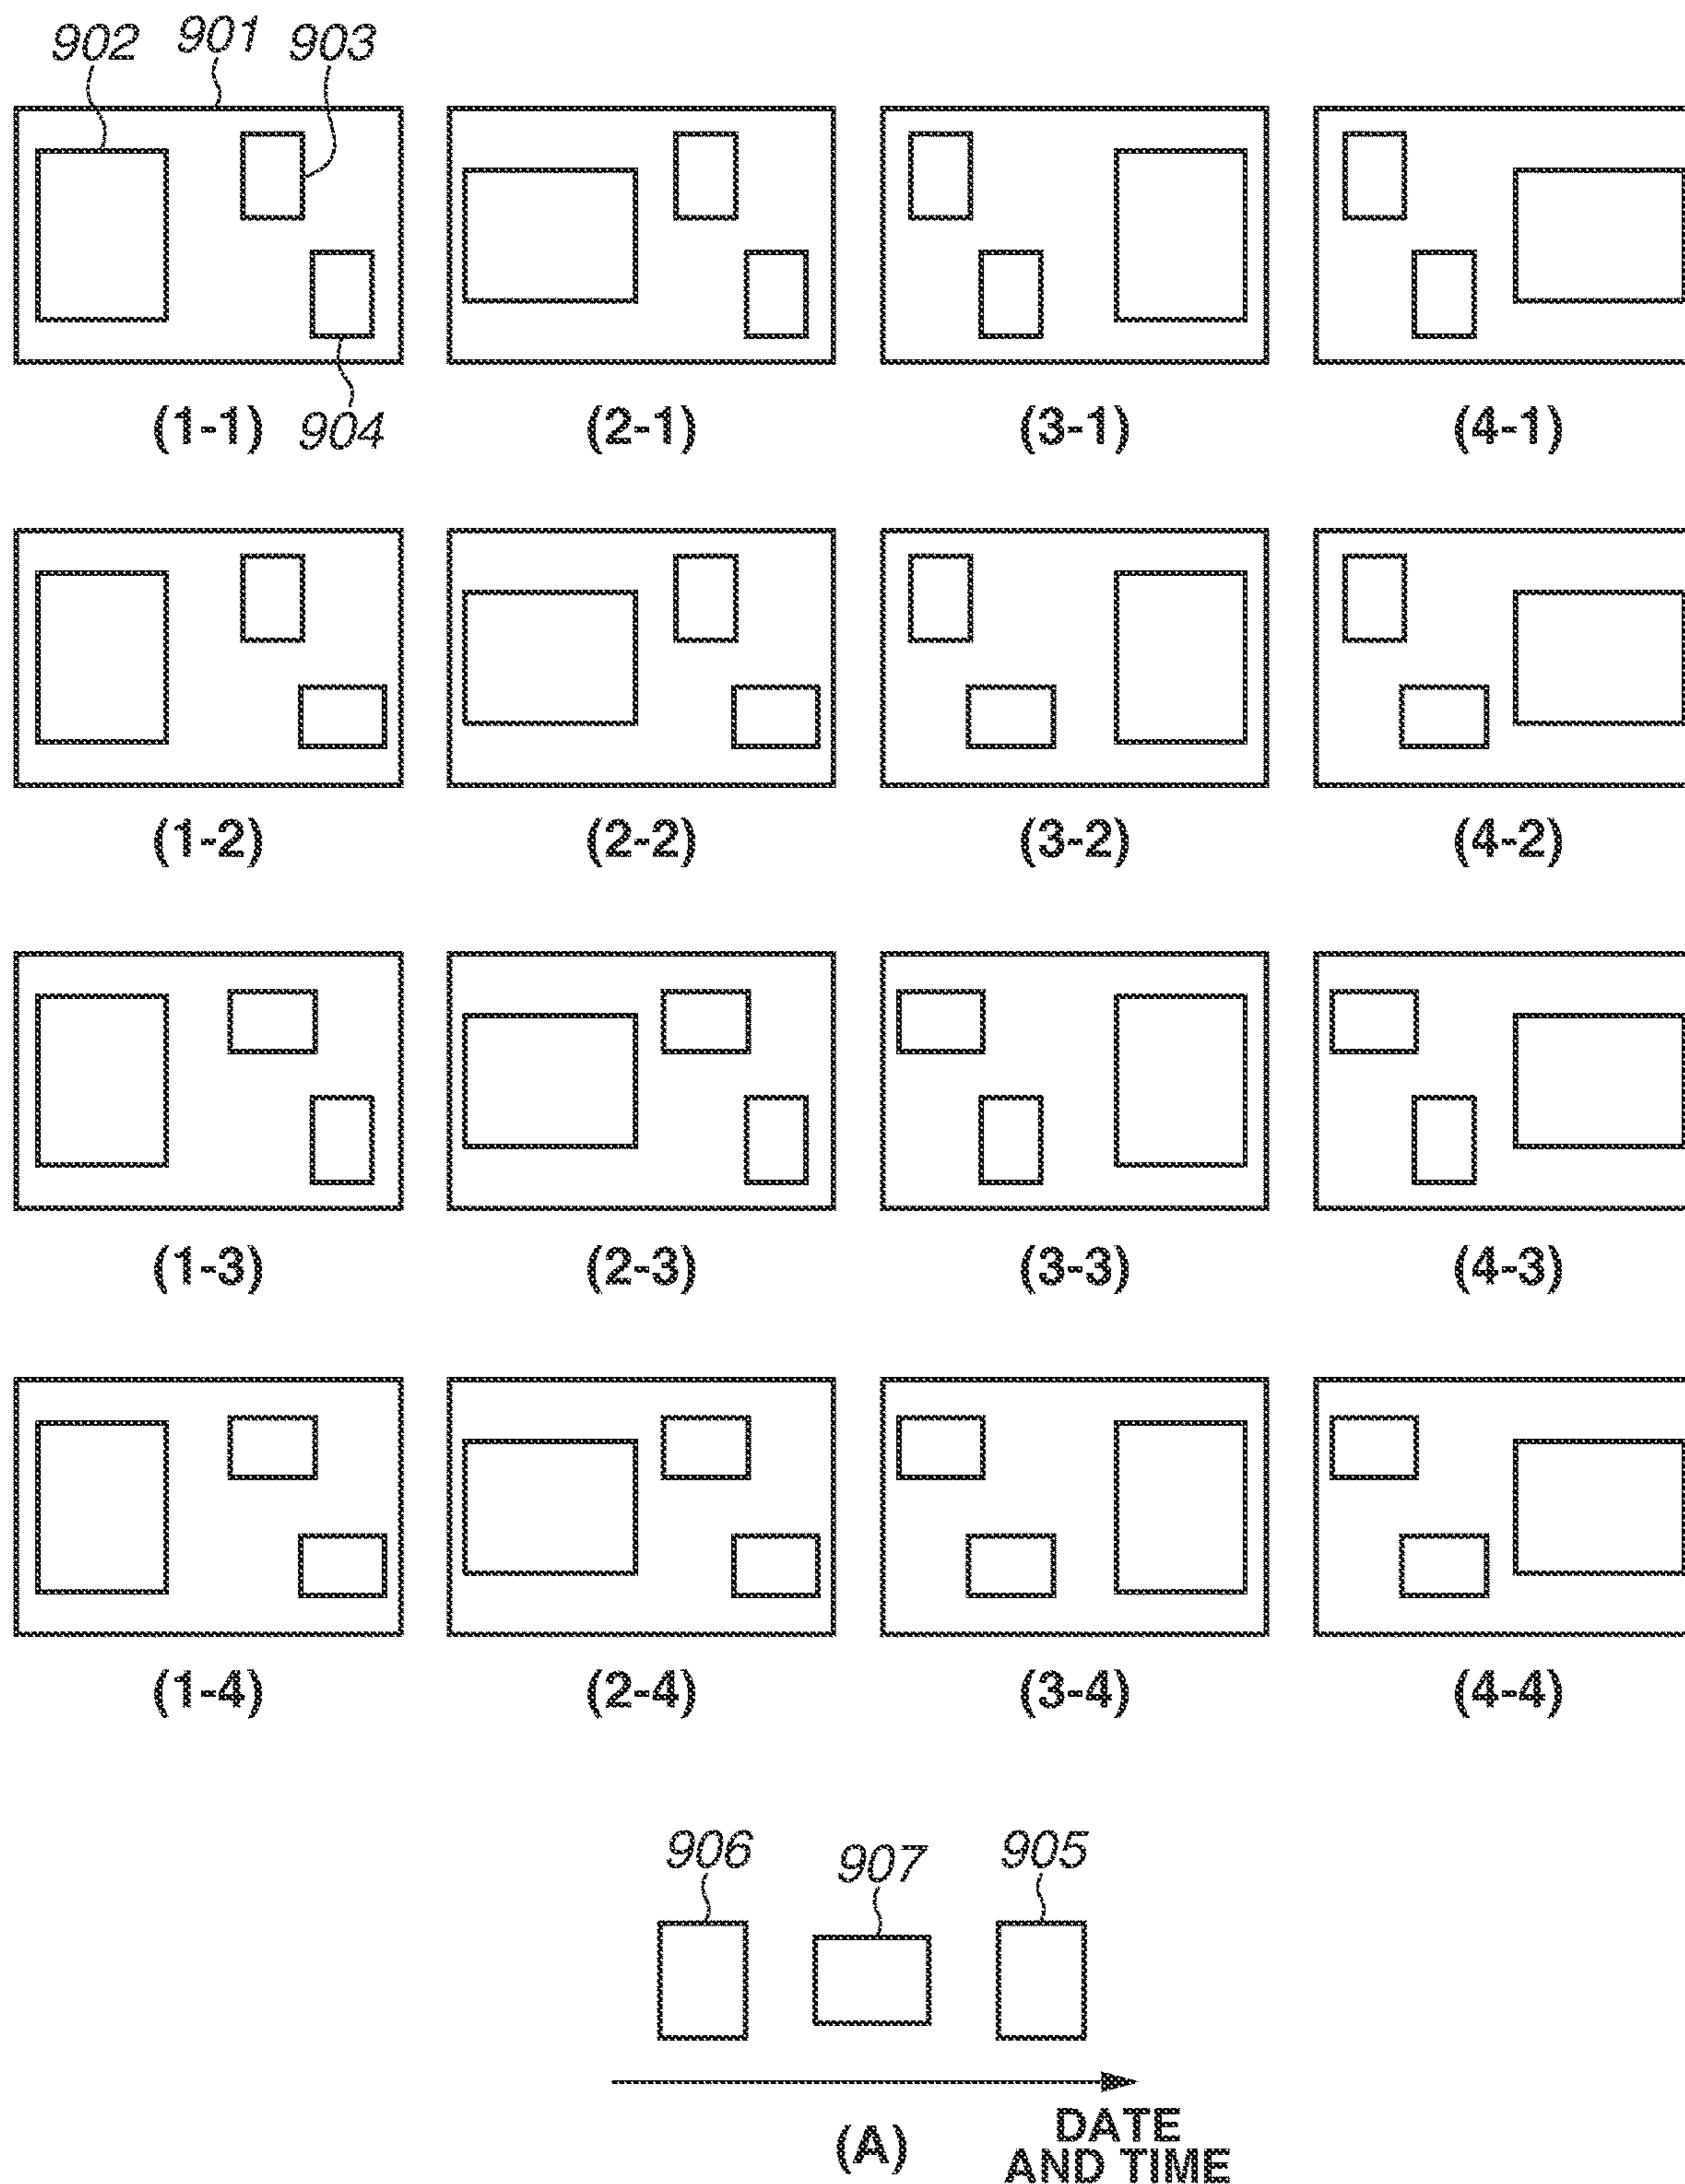 902 901 903
904
(1-1) (2-1) (3-1) (4-1)
(1-2) (2-2) (3-2) (4-2)
(1-3) (2-3) (3-3) (4-3)
(1-4) (2-4) (3-4) (4-4)
906 907 905
(A)
DATE
AND TIME